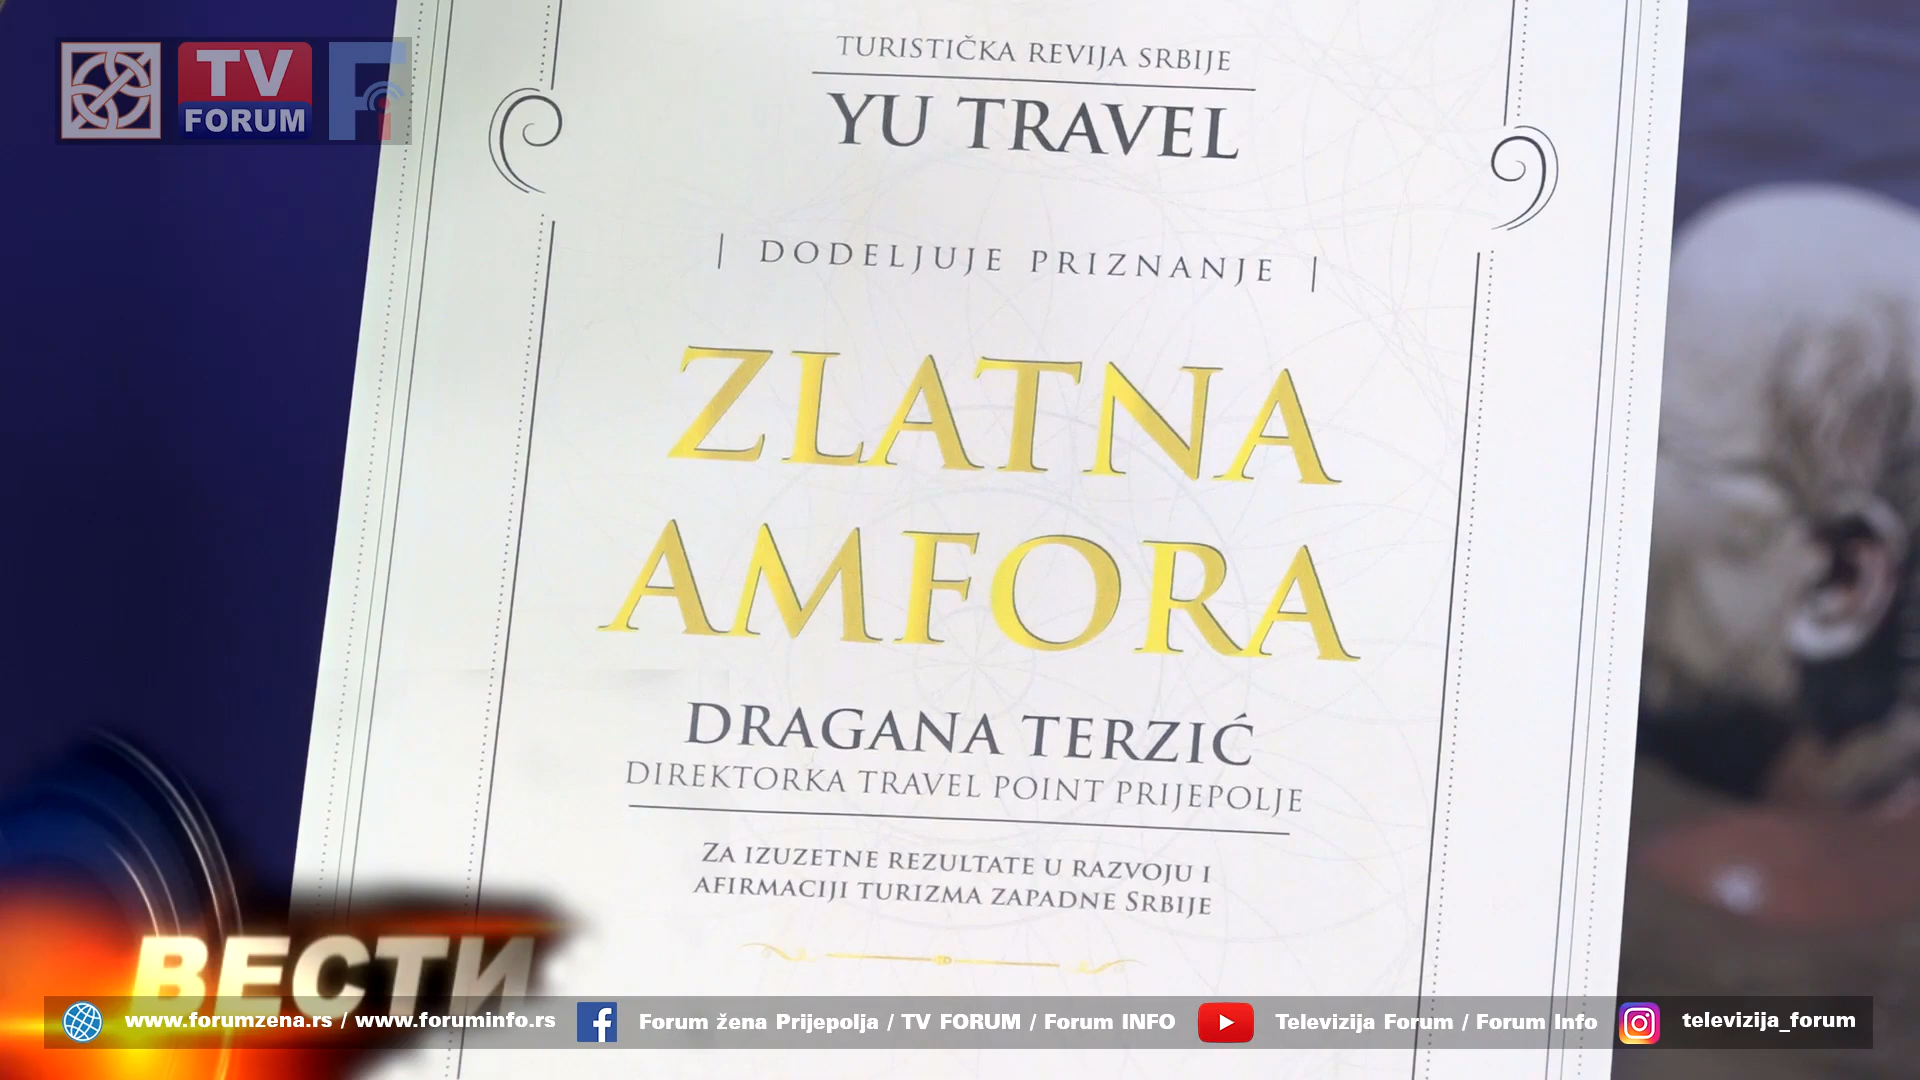 TV
FORUM
Fi
TURISTIČKA REVIJA SRBIJE
YU TRAVEL
| DODELJUJE PRIZNANJE |
ZLATNA
AMFORA
DRAGANA TERZIĆ
DIREKTORKA TRAVEL POINT PRIJEPOLJE
ZA IZUZETNE REZULTATE U RAZVOJU I
AFIRMACIJI TURIZMA ZAPADNE SRBIJE
ВЕСТИ
www.forumzena.rs / www.foruminfo.rs
Forum žena Prijepolja / TV FORUM / Forum INFO
Televizija Forum / Forum Info
televizija_forum